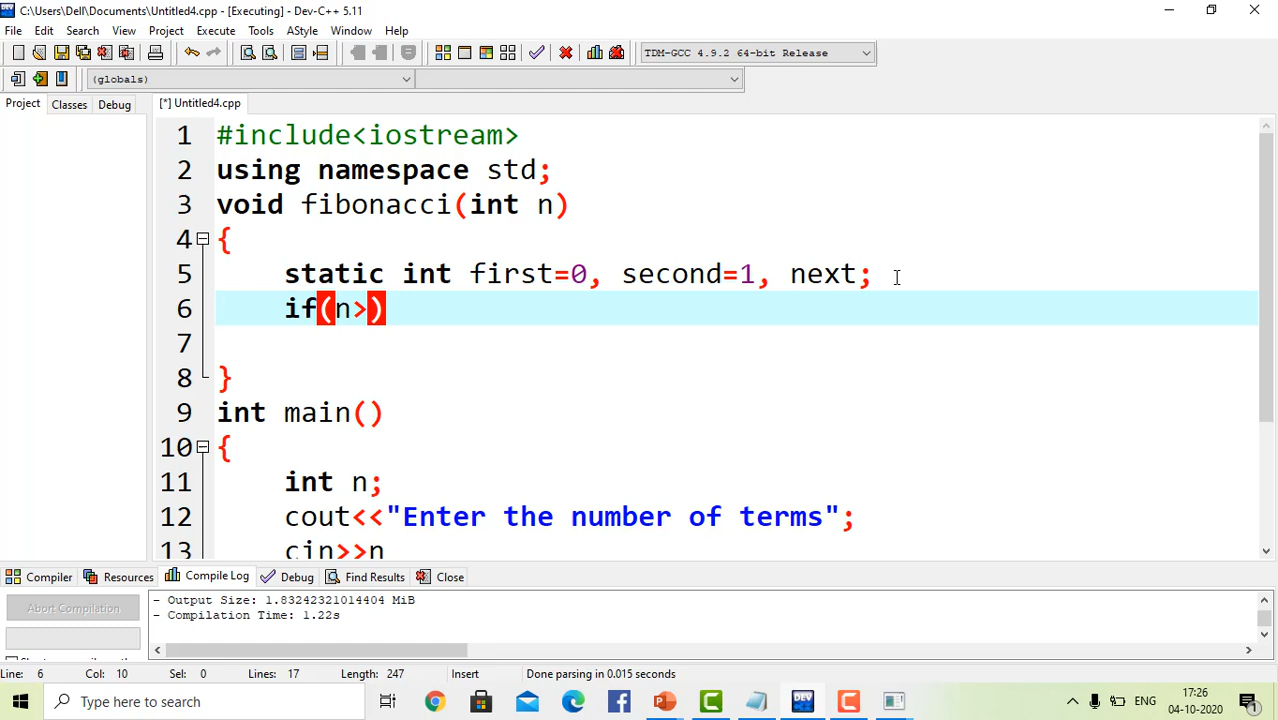 C:\Users\Dell\Documents\Untitled4.cpp - [Executing] - Dev-C++ 5.11
File Edit Search View Project Execute Tools AStyle Window Help
TDM-GCC 4.9.2 64-bit Release
(globals)
Project Classes Debug [*] Untitled4.cpp
1 #include<iostream>
2 using namespace std;
3 void fibonacci(int n)
4 {
5 static int first=0, second=1, next;
6 if(n>)
7
8 }
9 int main()
10 {
11 int n;
12 cout<<"Enter the number of terms";
13 cin>>n
Compiler Resources Compile Log Debug Find Results Close
Abort Compilation
- Output Size: 1.83242321014404 MiB
- Compilation Time: 1.22s
Line: 6 Col: 10 Sel: 0 Lines: 17 Length: 247 Insert Done parsing in 0.015 seconds
Type here to search
ENG
17:26
04-10-2020